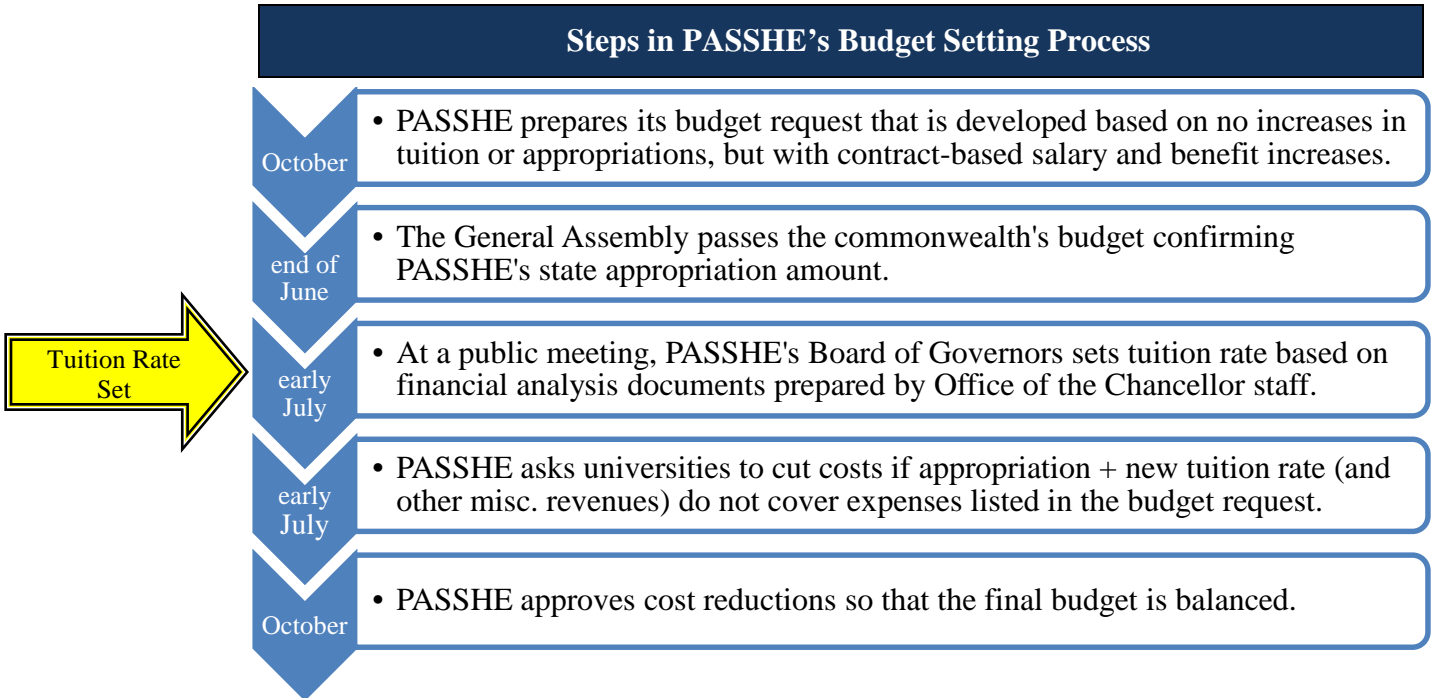 Steps in PASSHE’s Budget Setting Process
October
• PASSHE prepares its budget request that is developed based on no increases in
tuition or appropriations, but with contract-based salary and benefit increases.
end of
June
• The General Assembly passes the commonwealth's budget confirming
PASSHE's state appropriation amount.
Tuition Rate
Set
early
July
• At a public meeting, PASSHE's Board of Governors sets tuition rate based on
financial analysis documents prepared by Office of the Chancellor staff.
early
July
• PASSHE asks universities to cut costs if appropriation + new tuition rate (and
other misc. revenues) do not cover expenses listed in the budget request.
October
• PASSHE approves cost reductions so that the final budget is balanced.